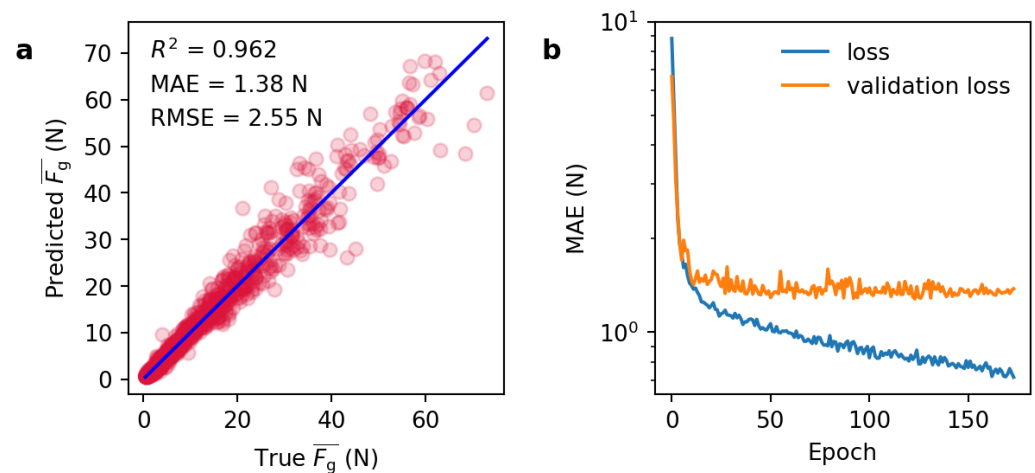 a
R² = 0.962
MAE = 1.38 N
RMSE = 2.55 N
70
60
50
40
30
20
10
0
Predicted F̅g̅ (N)
0 20 40 60
True F̅g̅ (N)
b
loss
validation loss
10¹
10⁰
MAE (N)
0 50 100 150
Epoch